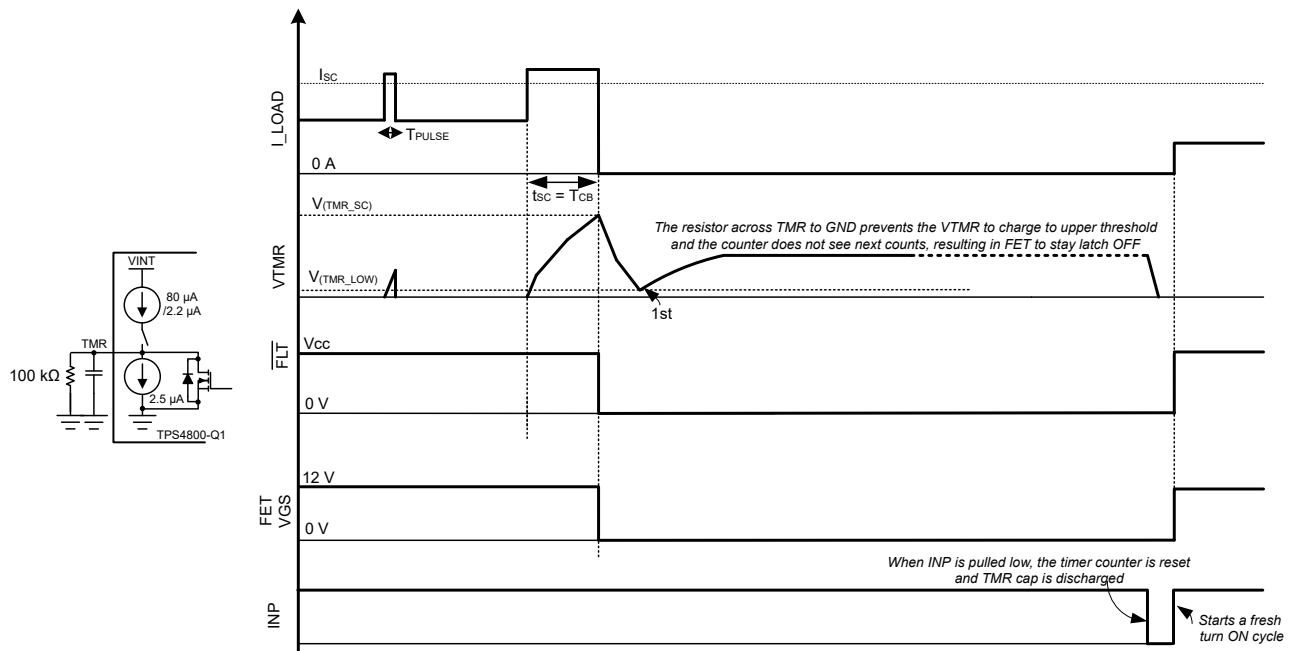 I_LOAD
ISC
TPULSE
0 A
tSC = TCB
VTMR
V(TMR_SC)
The resistor across TMR to GND prevents the VTMR to charge to upper threshold
and the counter does not see next counts, resulting in FET to stay latch OFF
V(TMR_LOW)
1st
VINT
80 µA
/2.2 µA
TMR
100 kΩ
2.5 µA
TPS4800-Q1
FLT
Vcc
0 V
FET
VGS
12 V
0 V
When INP is pulled low, the timer counter is reset
and TMR cap is discharged
INP
Starts a fresh
turn ON cycle